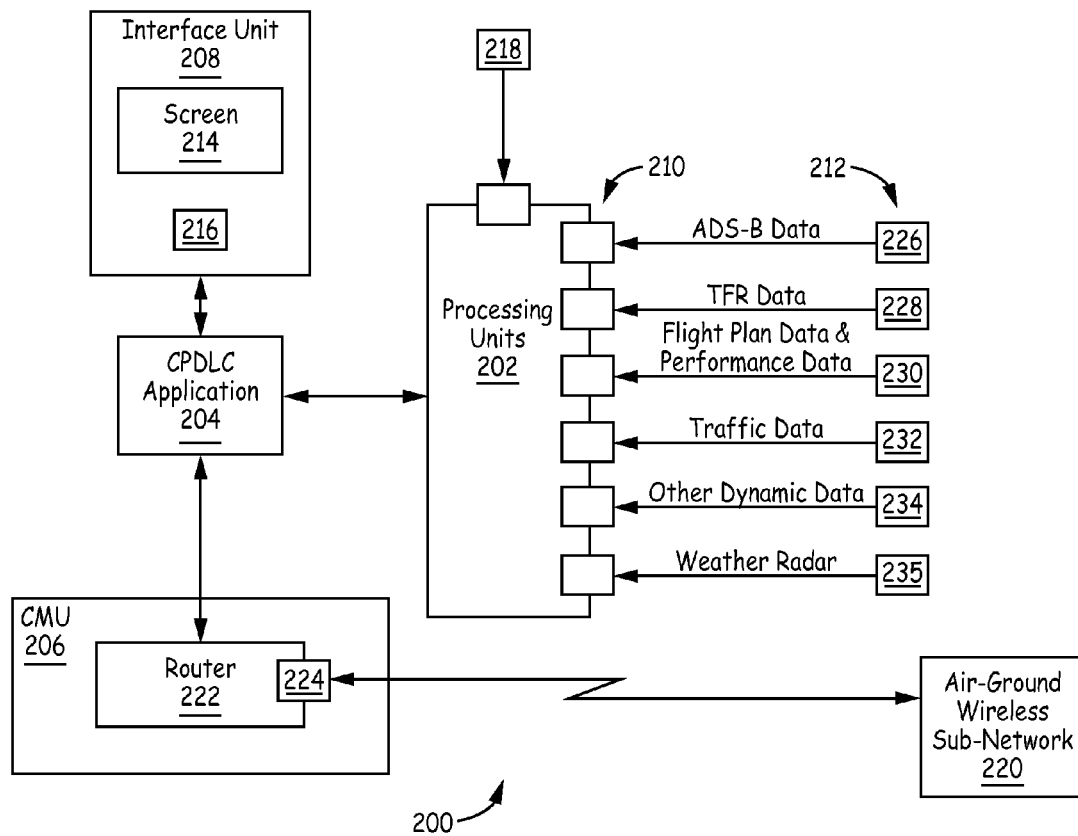 Interface Unit
208
Screen
214
216
218
210
212
ADS-B Data
226
TFR Data
228
Processing
Units
202
Flight Plan Data &
Performance Data
230
CPDLC
Application
204
Traffic Data
232
Other Dynamic Data
234
Weather Radar
235
CMU
206
Router
222
224
Air-Ground
Wireless
Sub-Network
220
200